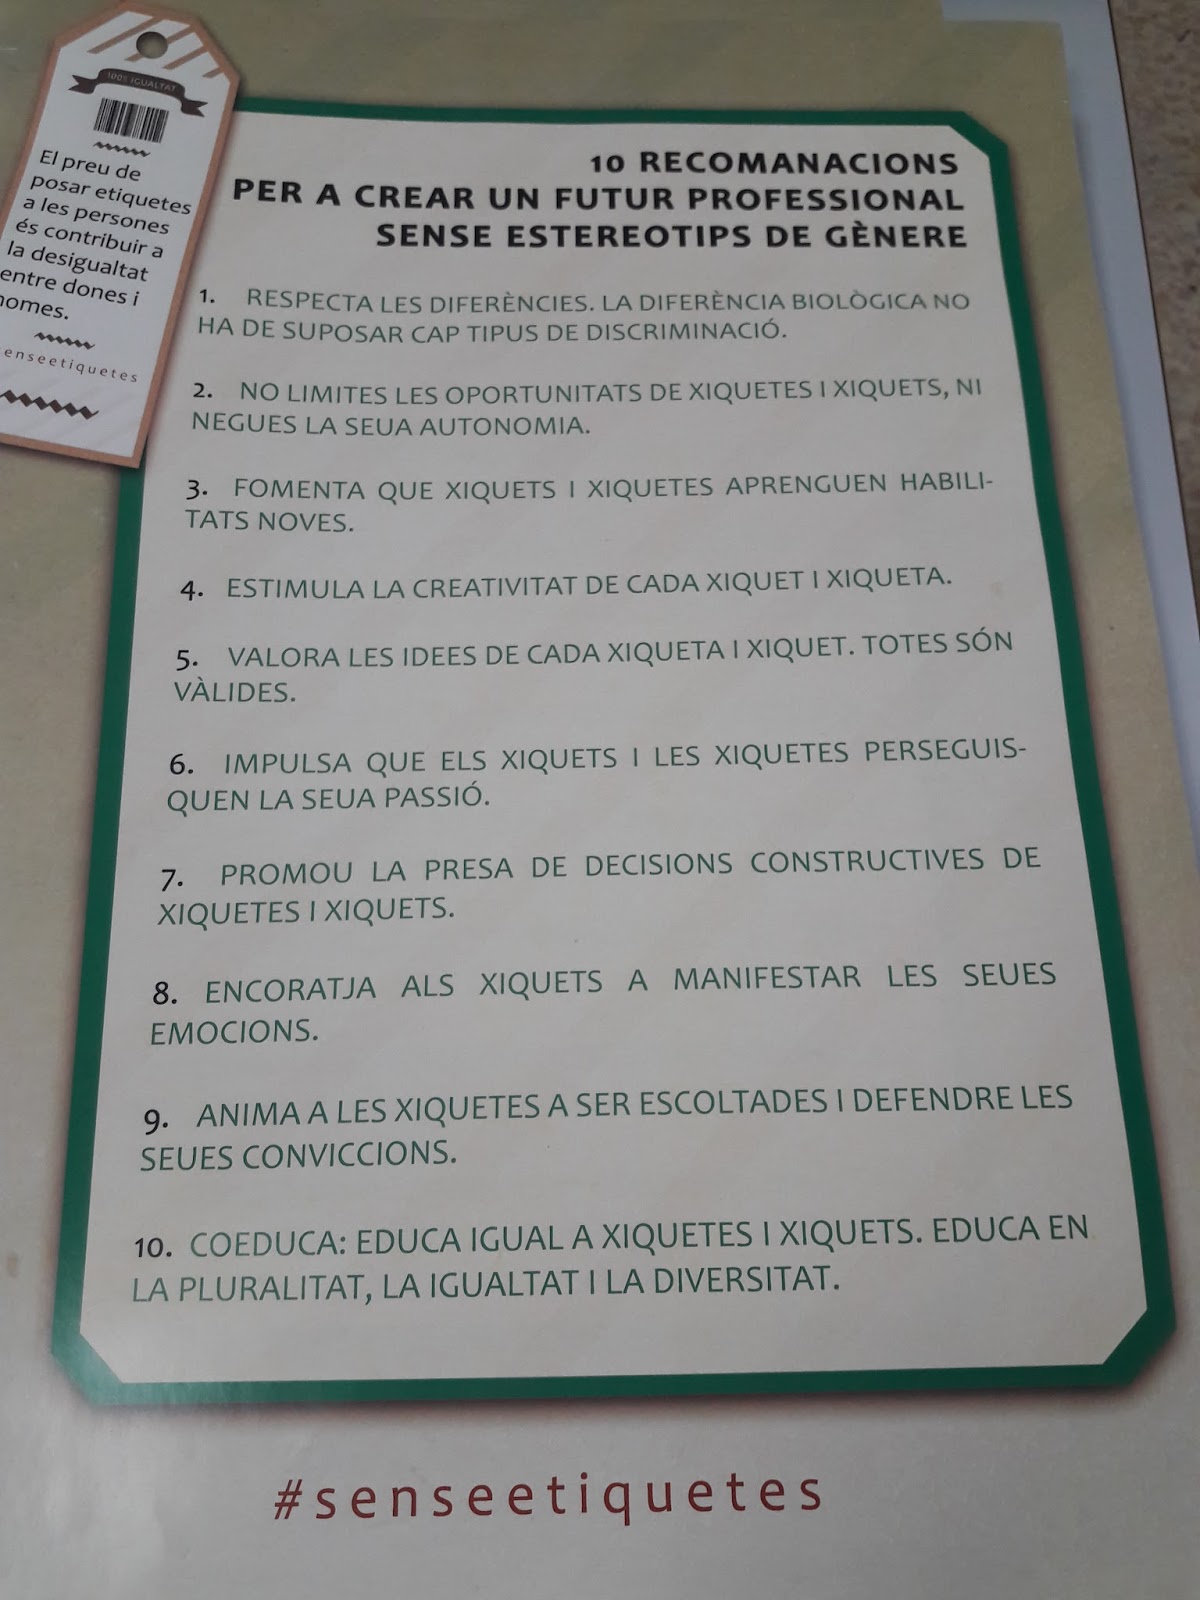 100% IGUALTAT
El preu de
posar etiquetes
a les persones
és contribuir a
la desigualtat
entre dones i
homes.
senseetiquetes
10 RECOMANACIONS
PER A CREAR UN FUTUR PROFESSIONAL
SENSE ESTEREOTIPS DE GÈNERE
1. RESPECTA LES DIFERÈNCIES. LA DIFERÈNCIA BIOLÒGICA NO
HA DE SUPOSAR CAP TIPUS DE DISCRIMINACIÓ.
2. NO LIMITES LES OPORTUNITATS DE XIQUETES I XIQUETS, NI
NEGUES LA SEUA AUTONOMIA.
3. FOMENTA QUE XIQUETS I XIQUETES APRENGUEN HABILI-
TATS NOVES.
4. ESTIMULA LA CREATIVITAT DE CADA XIQUET I XIQUETA.
5. VALORA LES IDEES DE CADA XIQUETA I XIQUET. TOTES SÓN
VÀLIDES.
6. IMPULSA QUE ELS XIQUETS I LES XIQUETES PERSEGUIS-
QUEN LA SEUA PASSIÓ.
7. PROMOU LA PRESA DE DECISIONS CONSTRUCTIVES DE
XIQUETES I XIQUETS.
8. ENCORATJA ALS XIQUETS A MANIFESTAR LES SEUES
EMOCIONS.
9. ANIMA A LES XIQUETES A SER ESCOLTADES I DEFENDRE LES
SEUES CONVICCIONS.
10. COEDUCA: EDUCA IGUAL A XIQUETES I XIQUETS. EDUCA EN
LA PLURALITAT, LA IGUALTAT I LA DIVERSITAT.
#senseetiquetes